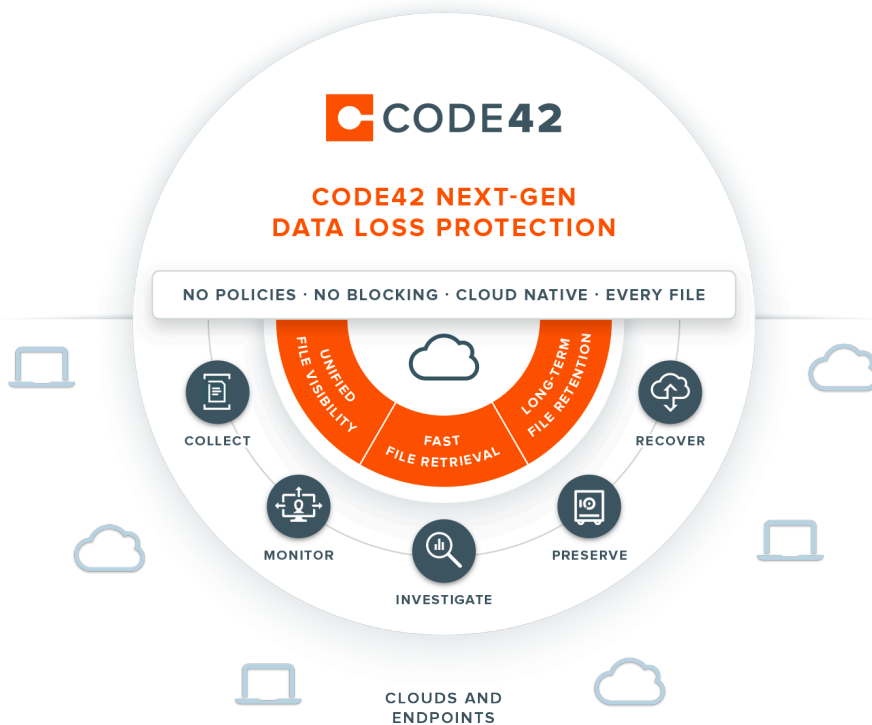 CODE42
CODE42 NEXT-GEN
DATA LOSS PROTECTION
NO POLICIES · NO BLOCKING · CLOUD NATIVE · EVERY FILE
UNIFIED
FILE VISIBILITY
FAST
FILE RETRIEVAL
LONG-TERM
FILE RETENTION
COLLECT
MONITOR
INVESTIGATE
PRESERVE
RECOVER
CLOUDS AND
ENDPOINTS